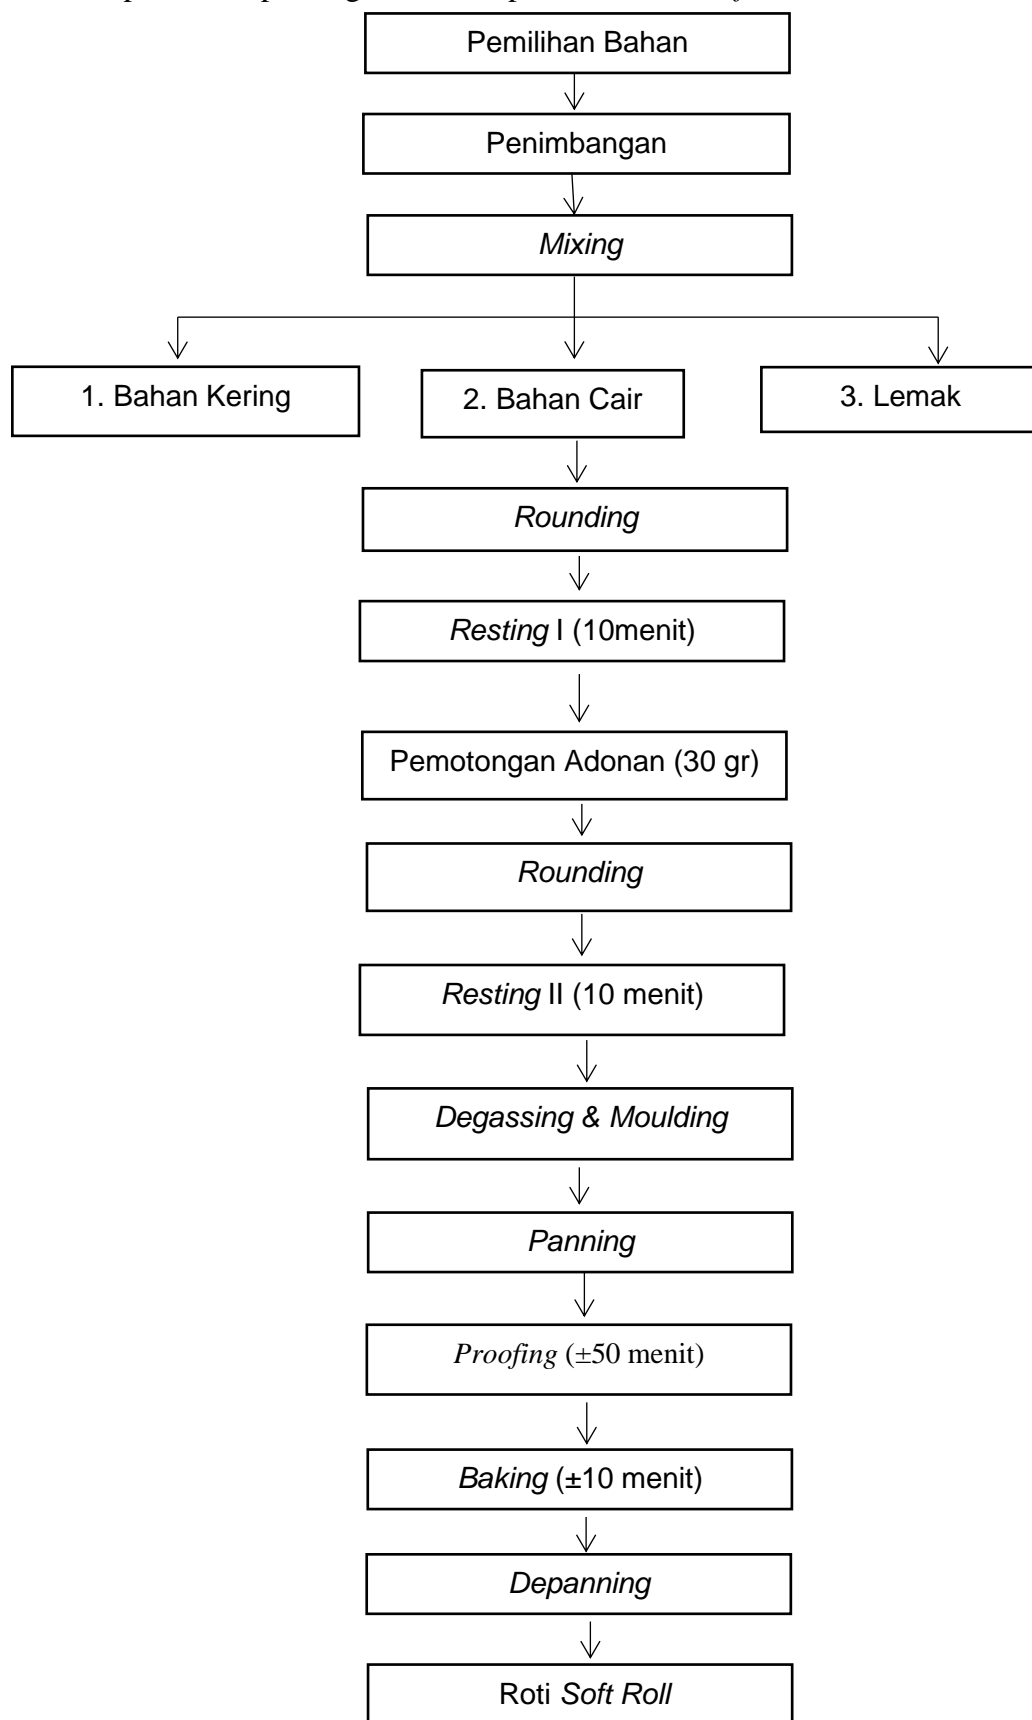 Pemilihan Bahan
Penimbangan
Mixing
1. Bahan Kering
2. Bahan Cair
3. Lemak
Rounding
Resting I (10menit)
Pemotongan Adonan (30 gr)
Rounding
Resting II (10 menit)
Degassing & Moulding
Panning
Proofing (±50 menit)
Baking (±10 menit)
Depanning
Roti Soft Roll